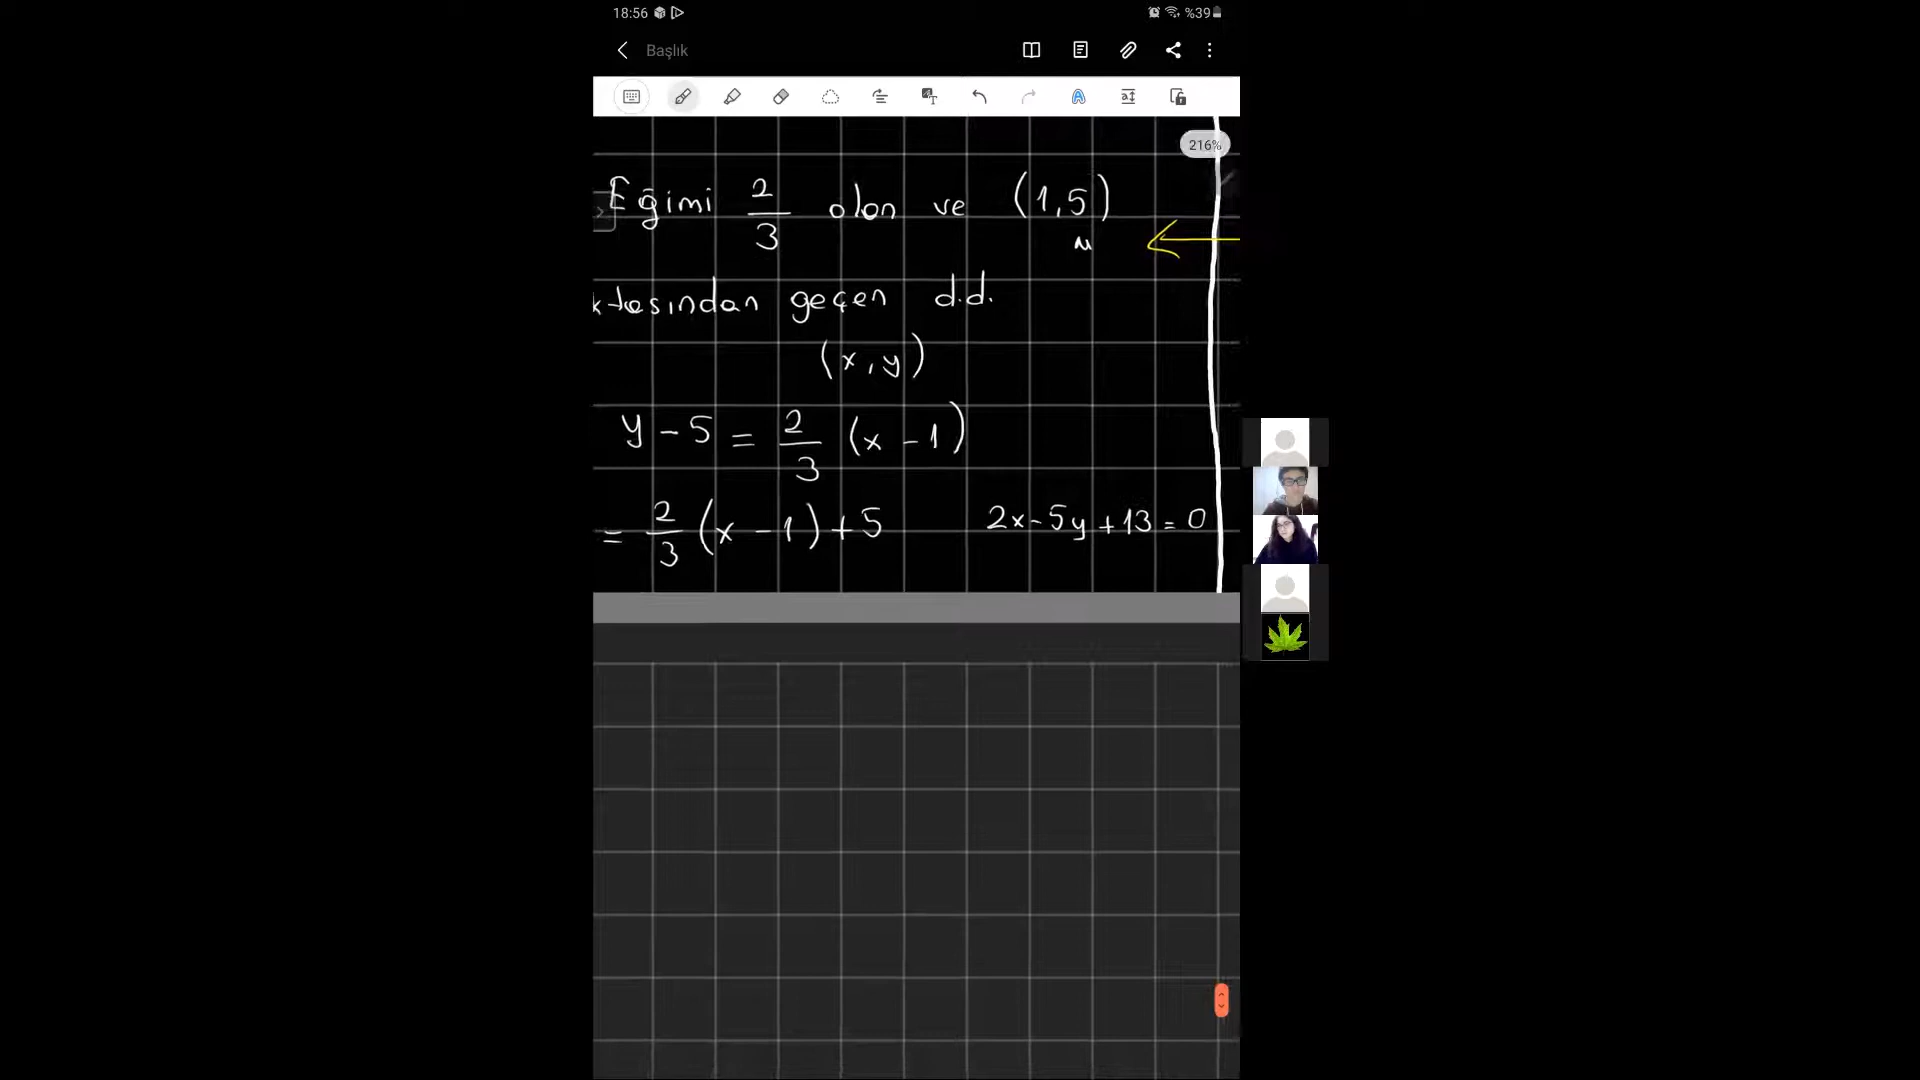 18:56 %39
Başlık
216%
Eğimi 2/3 olan ve (1,5)
ktasından geçen d.d.
(x,y)
y-5 = 2/3 (x-1)
= 2/3 (x-1)+5 2x-5y+13=0